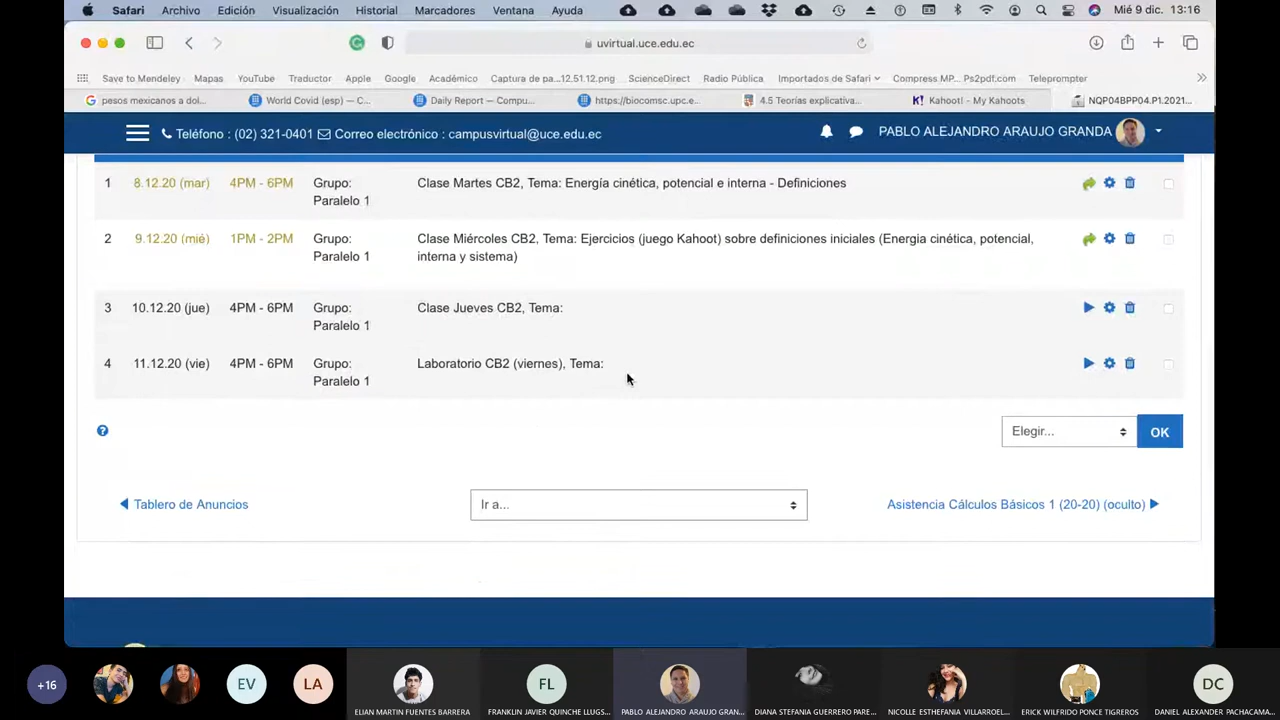 Safari Archivo Edición Visualización Historial Marcadores Ventana Ayuda Mié 9 dic. 13:16
uvirtual.uce.edu.ec
Save to Mendeley Mapas YouTube Traductor Apple Google Académico Captura de pa...12.51.12.png ScienceDirect Radio Pública Importados de Safari Compress MP... Ps2pdf.com Teleprompter
pesos mexicanos a dol... World Covid (esp) — C... Daily Report — Compu... https://biocomsc.upc.e... 4.5 Teorías explicativa... Kahoot! - My Kahoots NQP04BPP04.P1.2021...
Teléfono : (02) 321-0401 Correo electrónico : campusvirtual@uce.edu.ec PABLO ALEJANDRO ARAUJO GRANDA
1 8.12.20 (mar) 4PM - 6PM Grupo: Clase Martes CB2, Tema: Energía cinética, potencial e interna - Definiciones
Paralelo 1
2 9.12.20 (mié) 1PM - 2PM Grupo: Clase Miércoles CB2, Tema: Ejercicios (juego Kahoot) sobre definiciones iniciales (Energia cinética, potencial,
Paralelo 1 interna y sistema)
3 10.12.20 (jue) 4PM - 6PM Grupo: Clase Jueves CB2, Tema:
Paralelo 1
4 11.12.20 (vie) 4PM - 6PM Grupo: Laboratorio CB2 (viernes), Tema:
Paralelo 1
Elegir... OK
Tablero de Anuncios Ir a... Asistencia Cálculos Básicos 1 (20-20) (oculto)
+16 EV LA FL DC
ELIAN MARTIN FUENTES BARRERA FRANKLIN JAVIER QUINCHE LLUGS... PABLO ALEJANDRO ARAUJO GRAN... DIANA STEFANIA GUERRERO PARE... NICOLLE ESTHEFANIA VILLARROEL... ERICK WILFRIDO PONCE TIGREROS DANIEL ALEXANDER PACHACAMA...